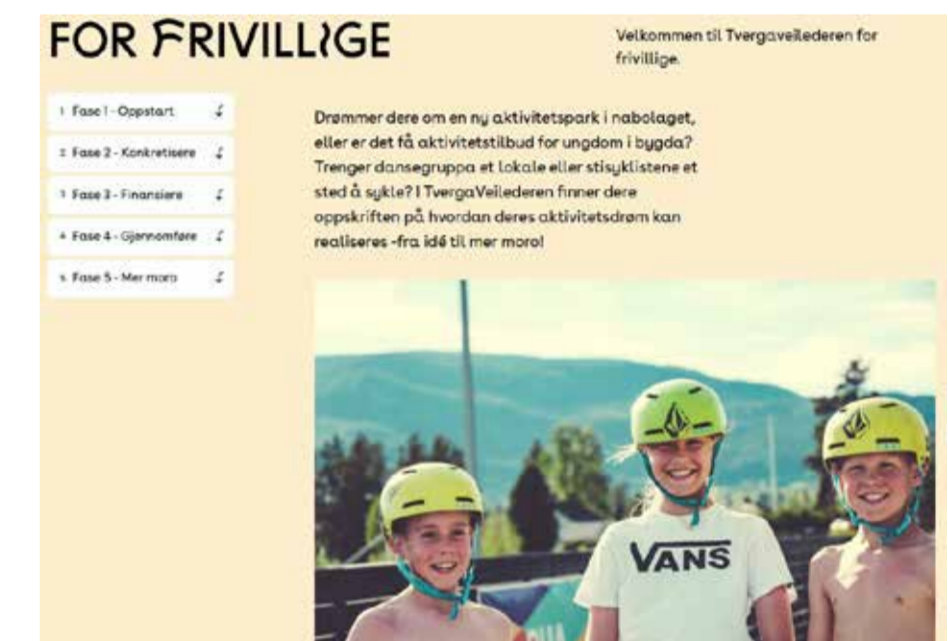 FOR FRIVILLIGE
Velkommen til Tvergaveilederen for
frivillige.
1 Fase 1 - Oppstart
2 Fase 2 - Konkretisere
3 Fase 3 - Finansiere
4 Fase 4 - Gjennomføre
5 Fase 5 - Mer moro
Drømmer dere om en ny aktivitetspark i nabolaget,
eller er det få aktivitetstilbud for ungdom i bygda?
Trenger dansegruppa et lokale eller stisyklistene et
sted å sykle? I TvergaVeilederen finner dere
oppskriften på hvordan deres aktivitetsdrøm kan
realiseres -fra idé til mer moro!
VANS